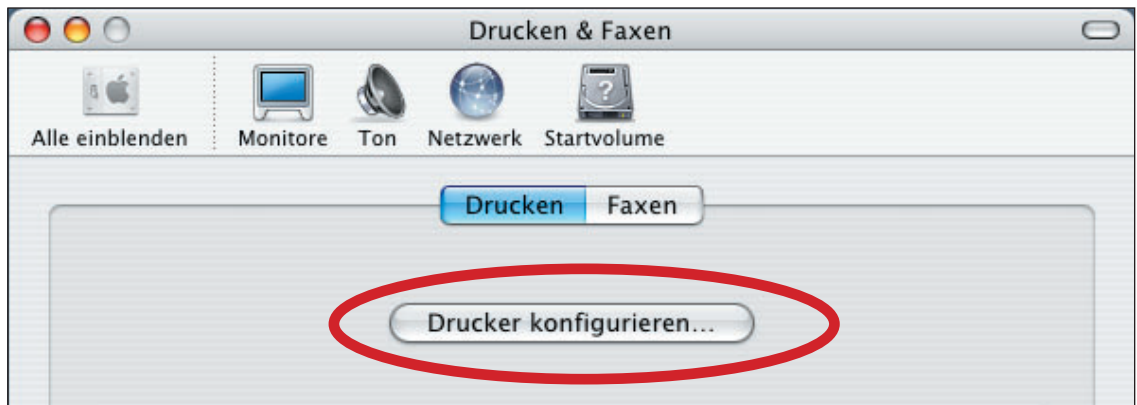 Drucken & Faxen
Alle einblenden Monitore Ton Netzwerk Startvolume
Drucken Faxen
Drucker konfigurieren...